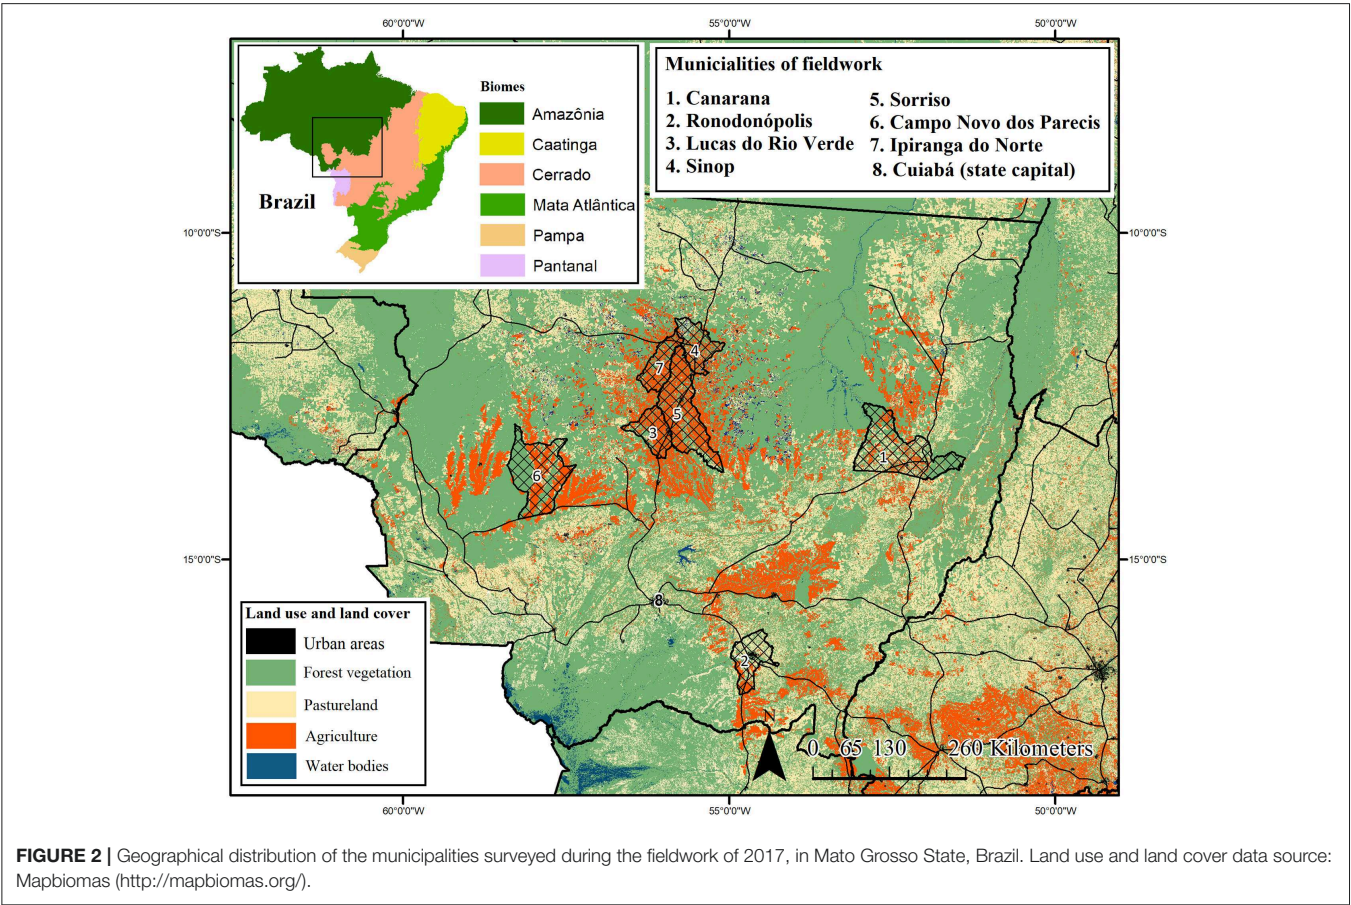 60°0'0"W 55°0'0"W 50°0'0"W
Biomes
Amazônia
Caatinga
Cerrado
Mata Atlântica
Pampa
Pantanal
Brazil
Municialities of fieldwork
1. Canarana
2. Ronodonópolis
3. Lucas do Rio Verde
4. Sinop
5. Sorriso
6. Campo Novo dos Parecis
7. Ipiranga do Norte
8. Cuiabá (state capital)
10°0'0"S 10°0'0"S
4
7
5
3
1
6
15°0'0"S 15°0'0"S
8
2
Land use and land cover
Urban areas
Forest vegetation
Pastureland
Agriculture
Water bodies
N
0 65 130 260 Kilometers
60°0'0"W 55°0'0"W 50°0'0"W
FIGURE 2 | Geographical distribution of the municipalities surveyed during the fieldwork of 2017, in Mato Grosso State, Brazil. Land use and land cover data source:
Mapbiomas (http://mapbiomas.org/).